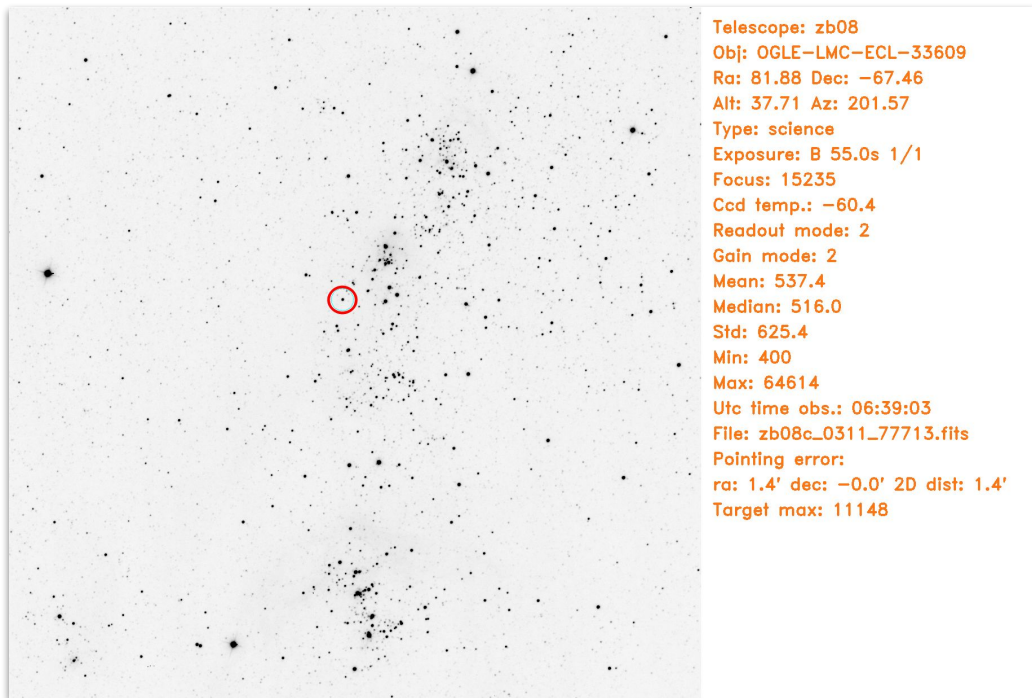 Telescope: zb08
Obj: OGLE-LMC-ECL-33609
Ra: 81.88 Dec: -67.46
Alt: 37.71 Az: 201.57
Type: science
Exposure: B 55.0s 1/1
Focus: 15235
Ccd temp.: -60.4
Readout mode: 2
Gain mode: 2
Mean: 537.4
Median: 516.0
Std: 625.4
Min: 400
Max: 64614
Utc time obs.: 06:39:03
File: zb08c_0311_77713.fits
Pointing error:
ra: 1.4' dec: -0.0' 2D dist: 1.4'
Target max: 11148